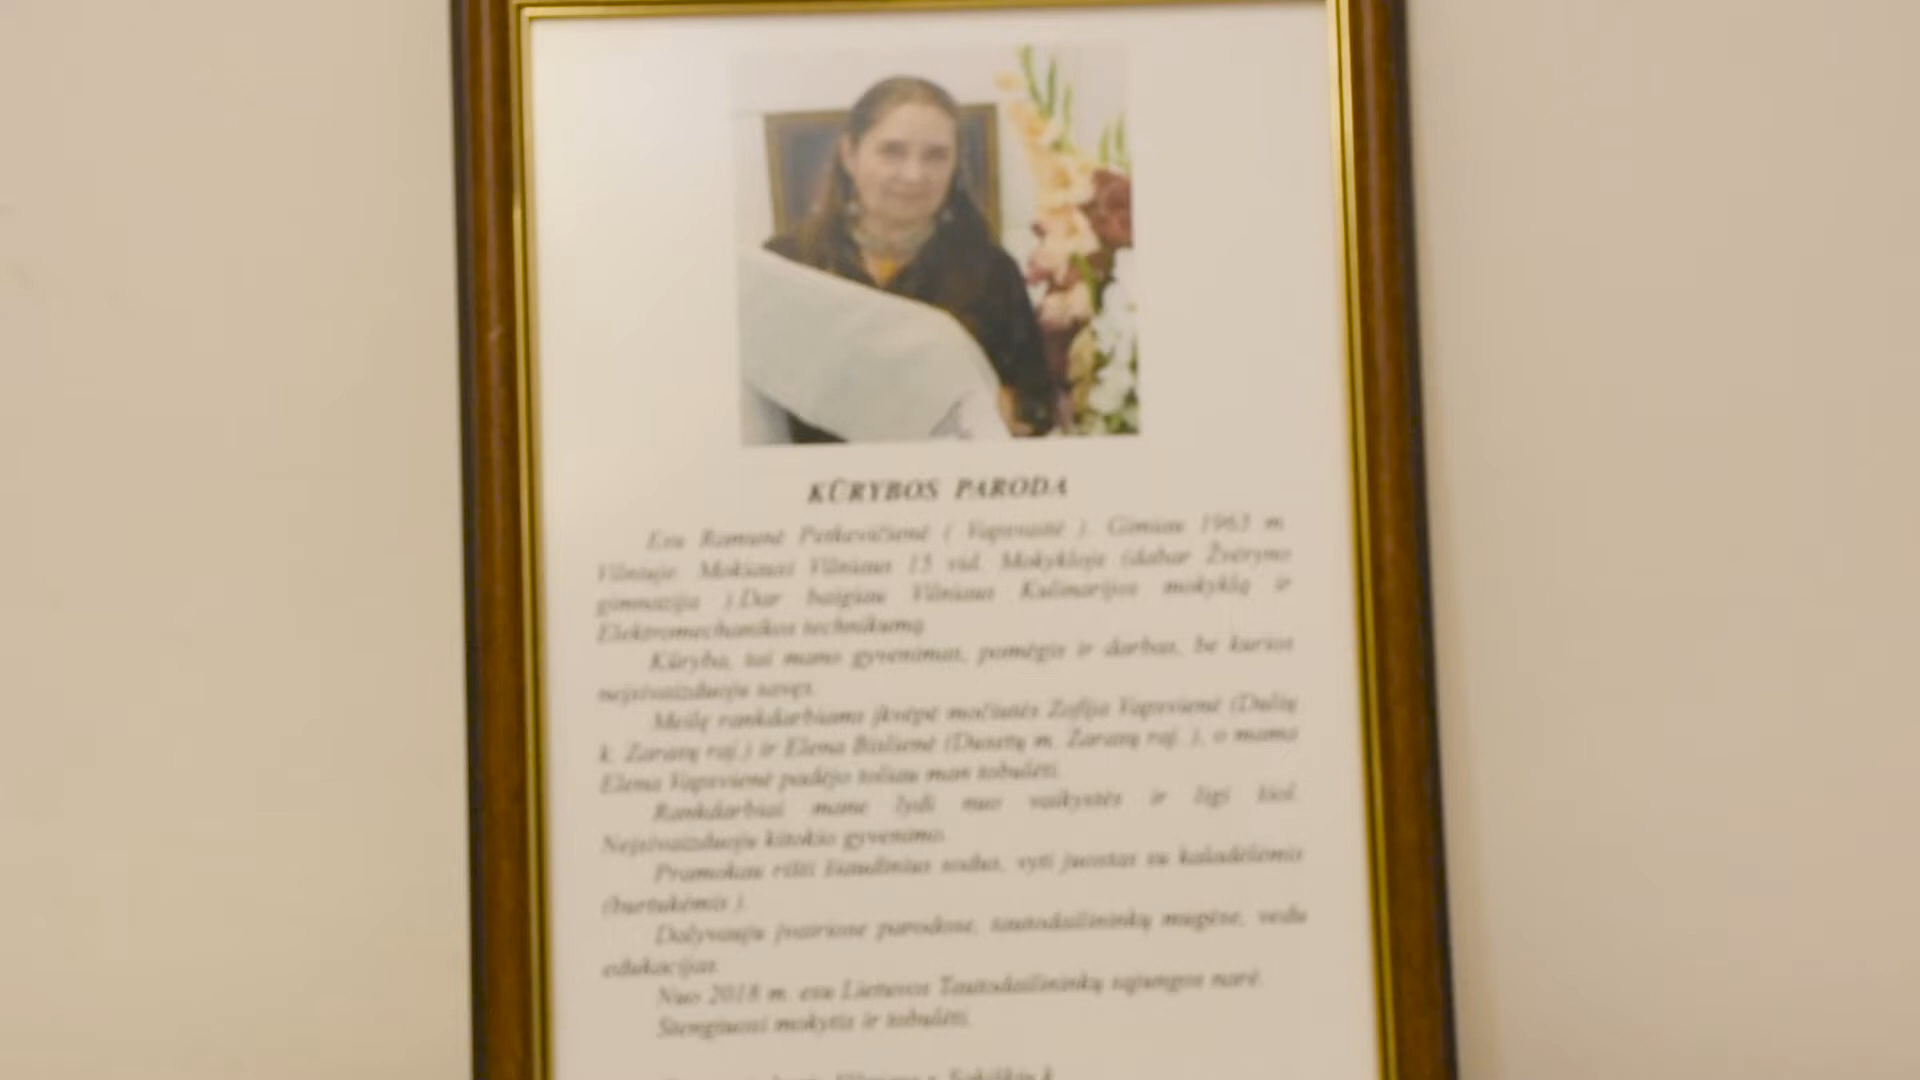 KŪRYBOS PARODA
Esu Ramunė Petkevičienė ( Vapsvaitė ). Gimiau 1963 m.
Vilniuje. Mokiausi Vilniaus 15 vid. Mokykloje (dabar Žvėryno
gimnazija ).Dar baigiau Vilniaus Kulinarijos mokyklą ir
Elektromechanikos technikumą.
Kūryba, tai mano gyvenimas, pomėgis ir darbas, be kurios
neįsivaizduoju savęs.
Meilę rankdarbiams įkvėpė močiutės Zofija Vapsvienė (Dulių
k. Zarasų raj.) ir Elena Bislienė (Dusetų m. Zarasų raj. ), o mama
Elena Vapsvienė padėjo toliau man tobulėti.
Rankdarbiai mane lydi nuo vaikystės ir ligi šiol.
Neįsivaizduoju kitokio gyvenimo.
Pramokau rišti šiaudinius sodus, vyti juostas su kaladėlėmis
(burtukėmis ).
Dalyvauju įvairiose parodose, tautodailininkų mugėse, vedu
edukacijas.
Nuo 2018 m. esu Lietuvos Tautodailininkų sąjungos narė.
Stengiuosi mokytis ir tobulėti.